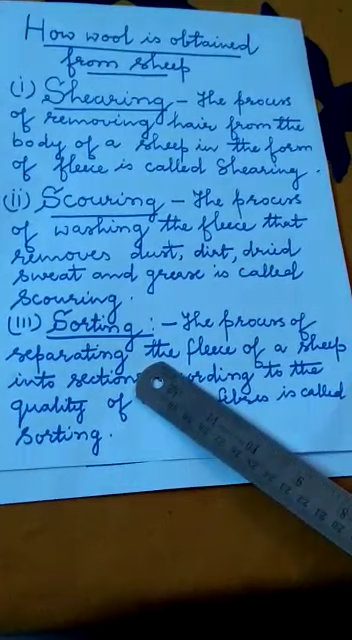 How wool is obtained
from sheep
(i) Shearing - The process
of removing hair from the
body of a sheep in the form
of fleece is called Shearing.
(ii) Scouring - The process
of washing the fleece that
removes dust, dirt, dried
sweat and grease is called
Scouring.
(iii) Sorting :- The process of
separating the fleece of a sheep
into section ording to the
quality of fibres is called
Sorting.